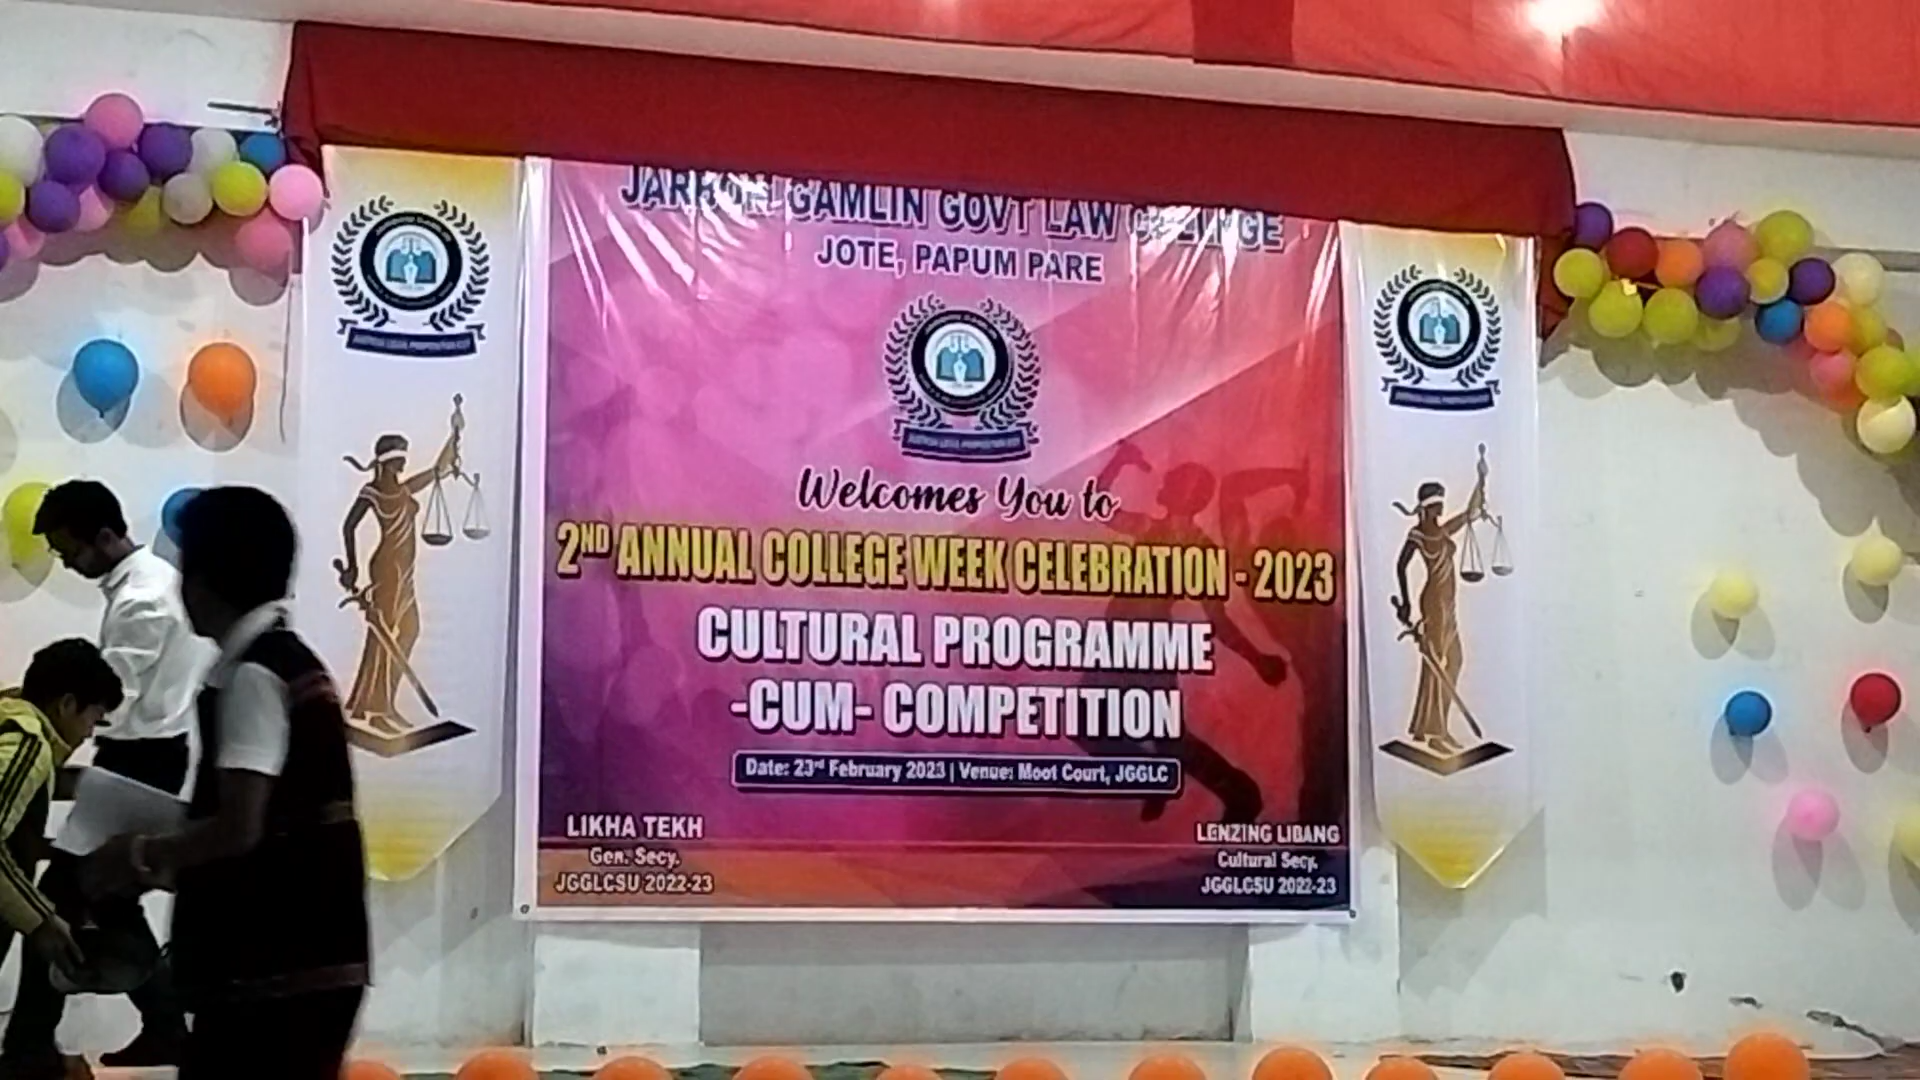 JARBOM GAMLIN GOVT LAW COLLEGE
JOTE, PAPUM PARE
Welcomes You to
2ND ANNUAL COLLEGE WEEK CELEBRATION - 2023
CULTURAL PROGRAMME
-CUM- COMPETITION
Date: 23rd February 2023 | Venue: Moot Court, JGGLC
LIKHA TEKH
Gen. Secy.
JGGLCSU 2022-23
LENZING LIBANG
Cultural Secy.
JGGLCSU 2022-23